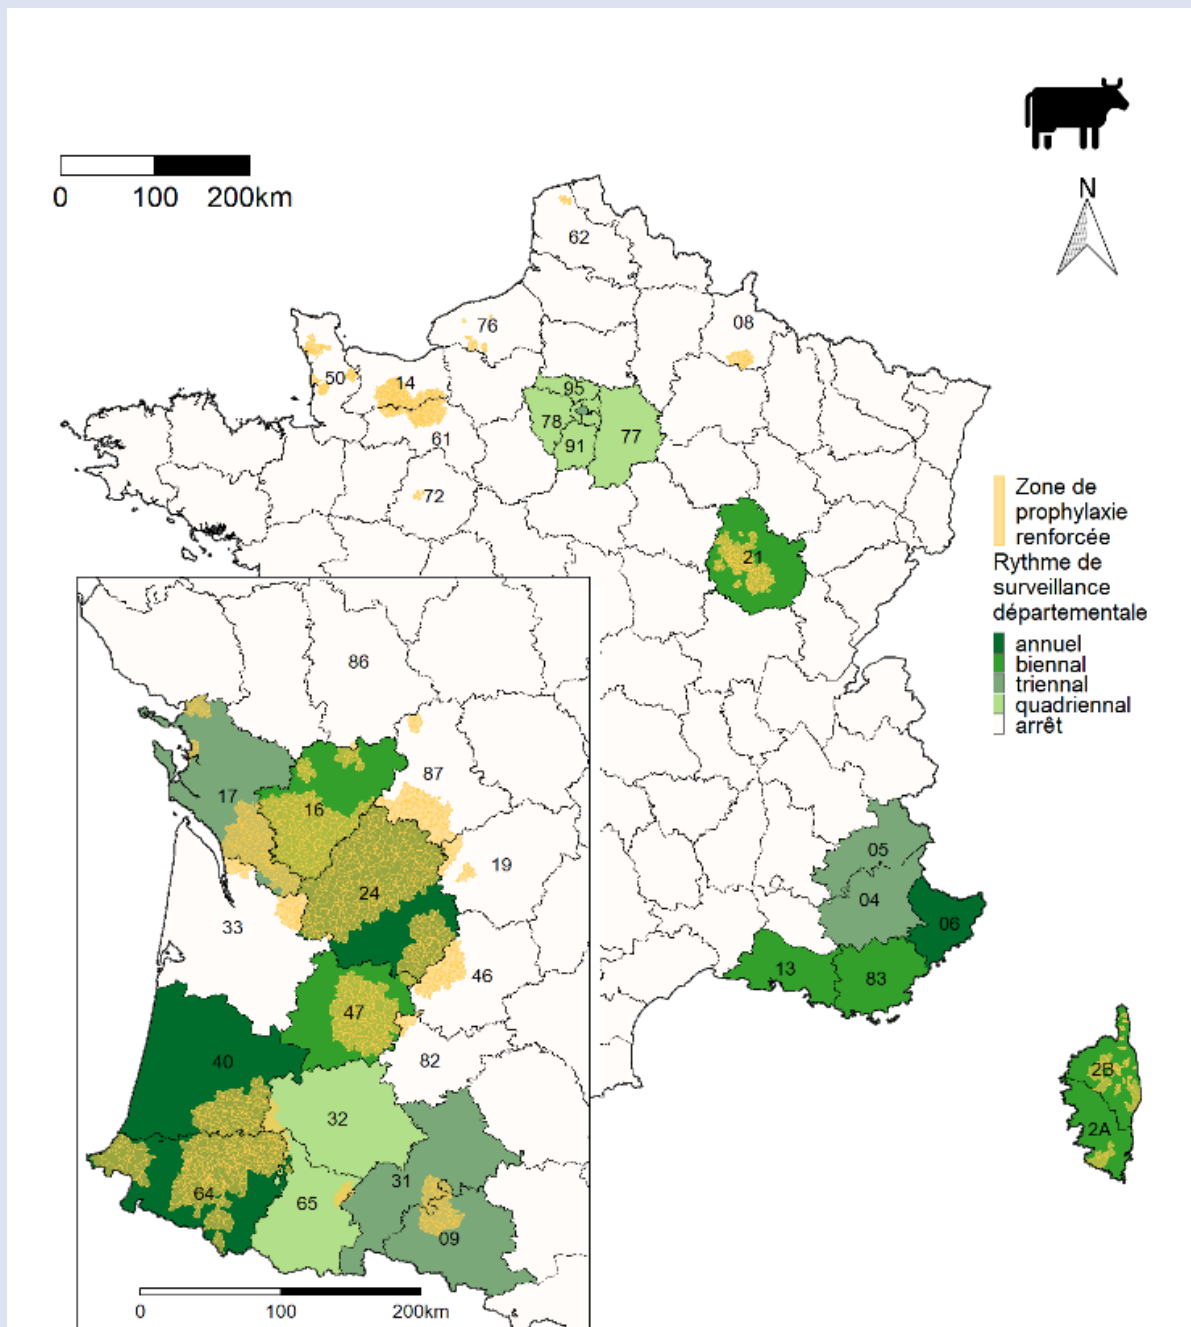 0 100 200km
N
62
76
08
50
14
61
95
78
77
91
72
21
Zone de
prophylaxie
renforcée
Rythme de
surveillance
départementale
annuel
biennal
triennal
quadriennal
arrêt
86
87
17
16
19
24
33
46
47
40
82
32
31
64
65
09
05
04
06
13
83
2B
2A
0 100 200km